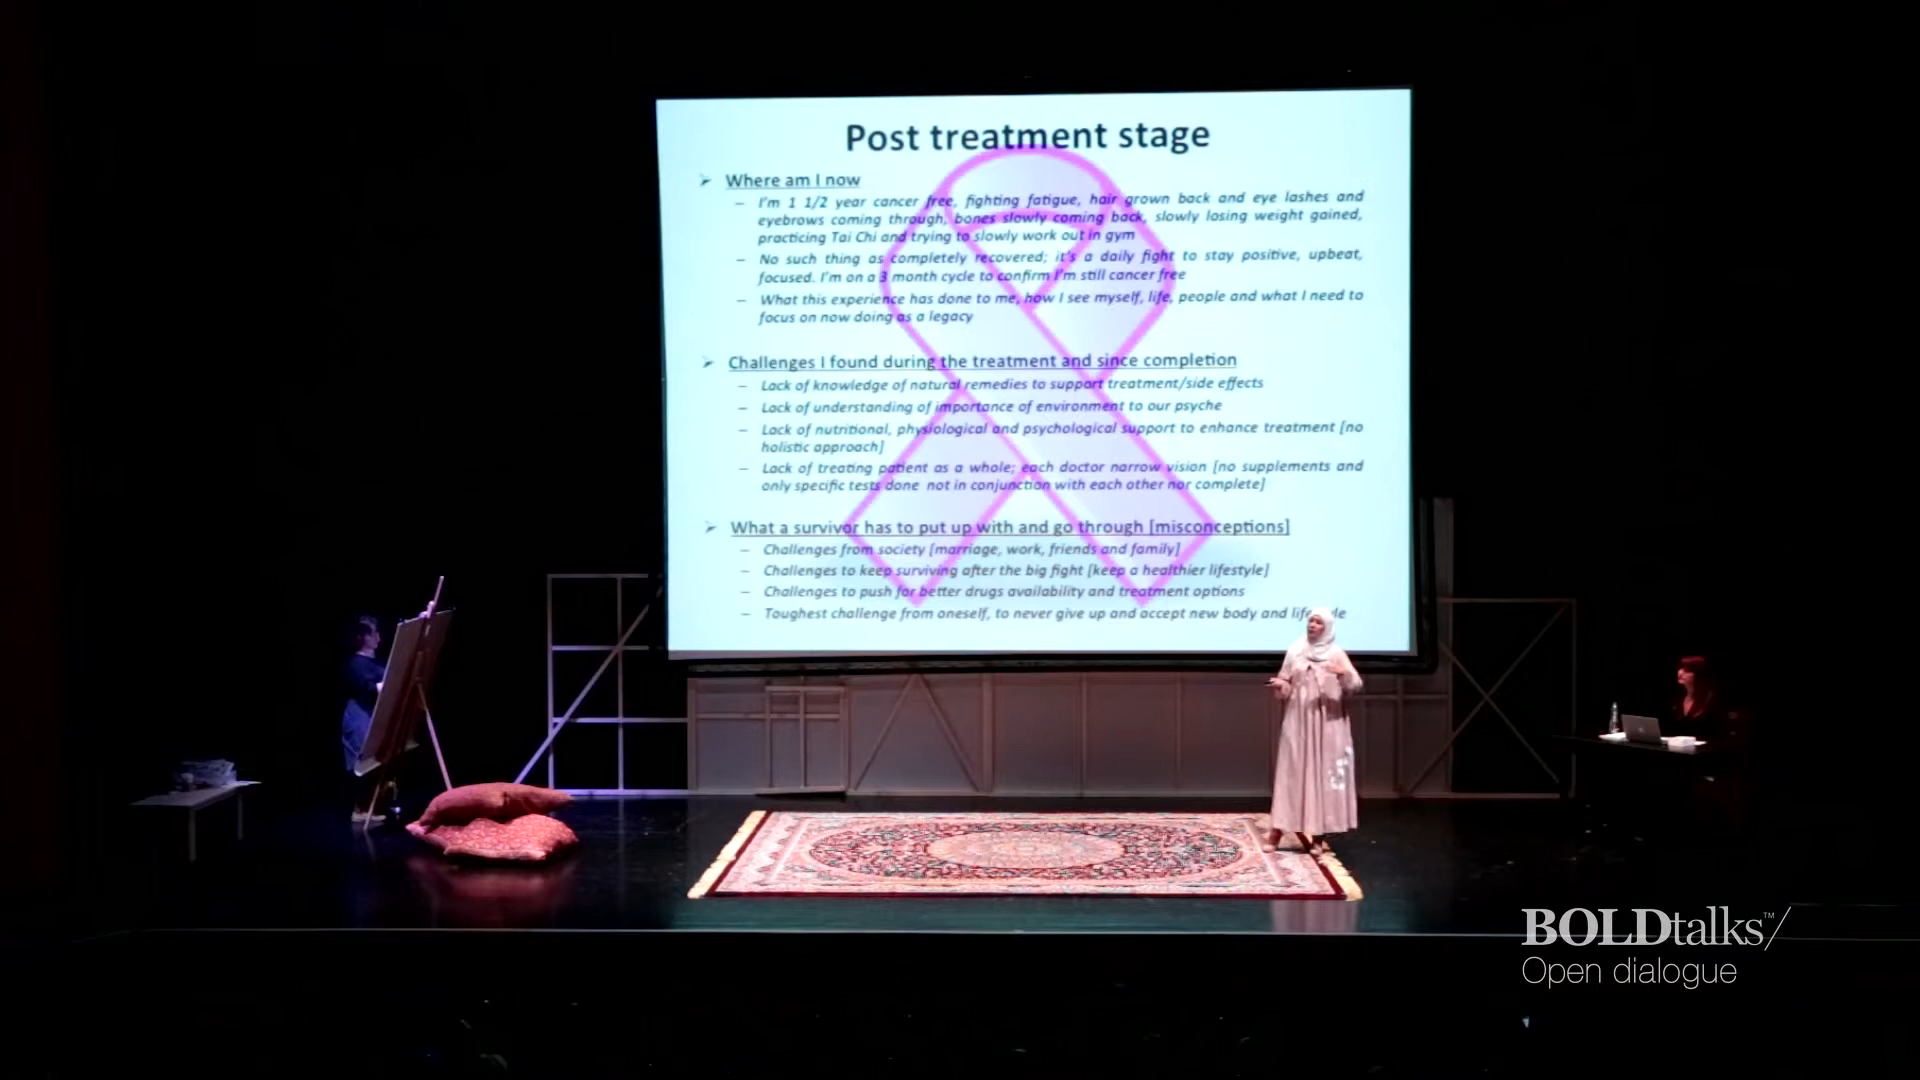 Post treatment stage
➤ Where am I now
– I'm 1 1/2 year cancer free, fighting fatigue, hair grown back and eye lashes and
eyebrows coming through, bones slowly coming back, slowly losing weight gained,
practicing Tai Chi and trying to slowly work out in gym
– No such thing as completely recovered; it's a daily fight to stay positive, upbeat,
focused. I'm on a 3 month cycle to confirm I'm still cancer free
– What this experience has done to me, how I see myself, life, people and what I need to
focus on now doing as a legacy
➤ Challenges I found during the treatment and since completion
– Lack of knowledge of natural remedies to support treatment/side effects
– Lack of understanding of importance of environment to our psyche
– Lack of nutritional, physiological and psychological support to enhance treatment [no
holistic approach]
– Lack of treating patient as a whole; each doctor narrow vision [no supplements and
only specific tests done not in conjunction with each other nor complete]
➤ What a survivor has to put up with and go through [misconceptions]
– Challenges from society [marriage, work, friends and family]
– Challenges to keep surviving after the big fight [keep a healthier lifestyle]
– Challenges to push for better drugs availability and treatment options
– Toughest challenge from oneself, to never give up and accept new body and
BOLDtalks™/
Open dialogue